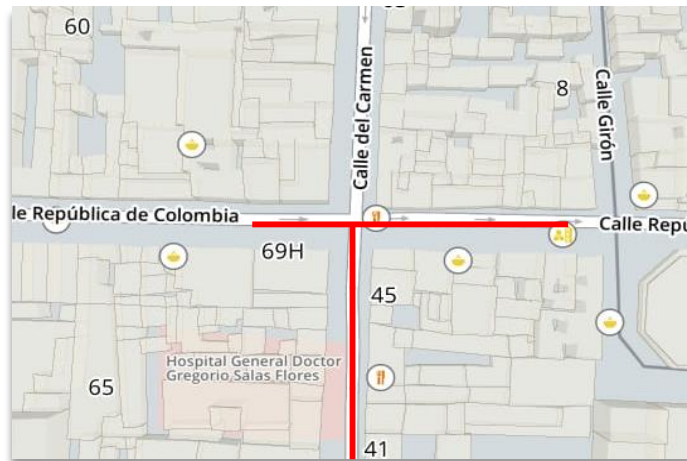 60
8
Calle del Carmen
Calle Girón
le República de Colombia
Calle Repu
69H
45
Hospital General Doctor
Gregorio Salas Flores
65
41